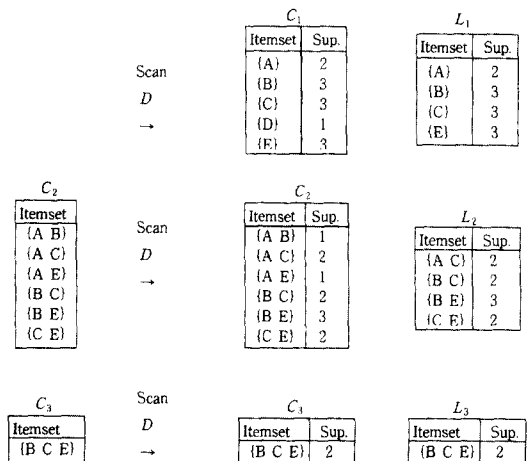 C₁ L₁
Itemset Sup. Itemset Sup.
Scan {A} 2 {A} 2
{B} 3 {B} 3
D {C} 3 {C} 3
→ {D} 1 {E} 3
{E} 3
C₂ C₂ L₂
Itemset Scan Itemset Sup. Itemset Sup.
{A B} {A B} 1
{A C} D {A C} 2 {A C} 2
{A E} → {A E} 1 {B C} 2
{B C} {B C} 2 {B E} 3
{B E} {B E} 3 {C E} 2
{C E} {C E} 2
C₃ Scan C₃ L₃
Itemset D Itemset Sup. Itemset Sup.
{B C E} → {B C E} 2 {B C E} 2